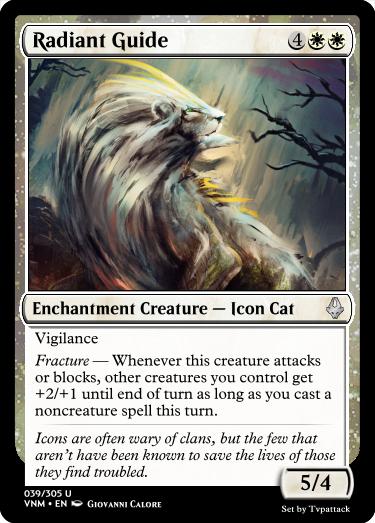 Radiant Guide 4
Enchantment Creature — Icon Cat
Vigilance
Fracture — Whenever this creature attacks
or blocks, other creatures you control get
+2/+1 until end of turn as long as you cast a
noncreature spell this turn.
Icons are often wary of clans, but the few that
aren't have been known to save the lives of those
they find troubled.
5/4
039/305 U
VNM • EN Giovanni Calore
Set by Tvpattack